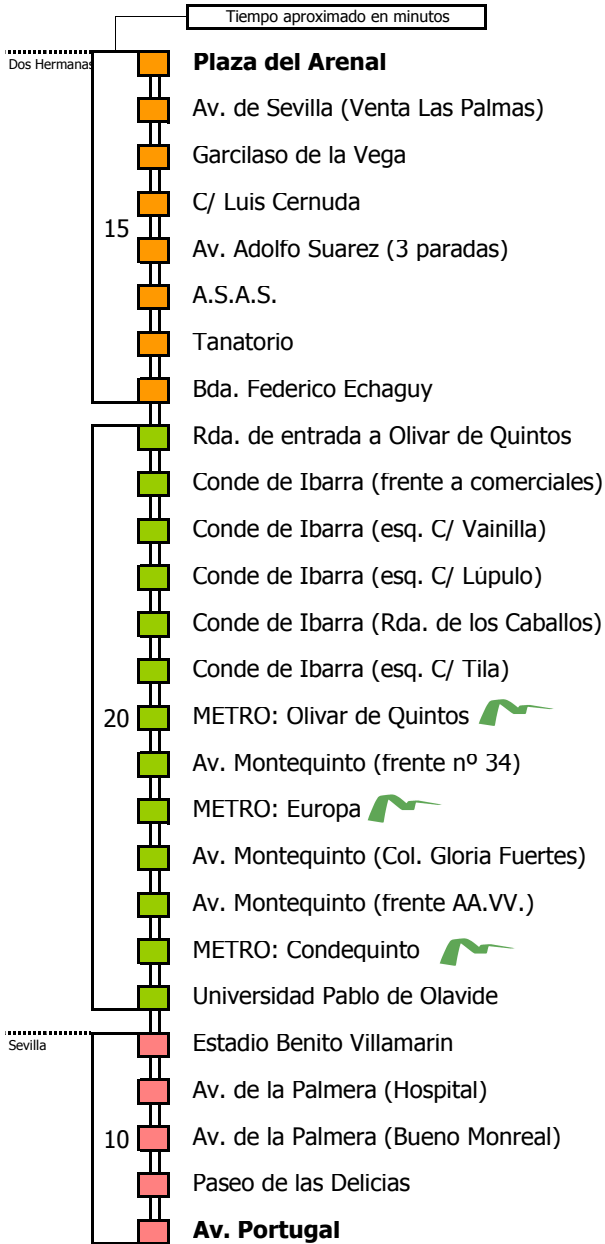 Tiempo aproximado en minutos
Dos Hermanas
Plaza del Arenal
Av. de Sevilla (Venta Las Palmas)
Garcilaso de la Vega
C/ Luis Cernuda
15
Av. Adolfo Suarez (3 paradas)
A.S.A.S.
Tanatorio
Bda. Federico Echaguy
Rda. de entrada a Olivar de Quintos
Conde de Ibarra (frente a comerciales)
Conde de Ibarra (esq. C/ Vainilla)
Conde de Ibarra (esq. C/ Lúpulo)
Conde de Ibarra (Rda. de los Caballos)
Conde de Ibarra (esq. C/ Tila)
20
METRO: Olivar de Quintos
Av. Montequinto (frente nº 34)
METRO: Europa
Av. Montequinto (Col. Gloria Fuertes)
Av. Montequinto (frente AA.VV.)
METRO: Condequinto
Universidad Pablo de Olavide
Sevilla
Estadio Benito Villamarin
Av. de la Palmera (Hospital)
10
Av. de la Palmera (Bueno Monreal)
Paseo de las Delicias
Av. Portugal